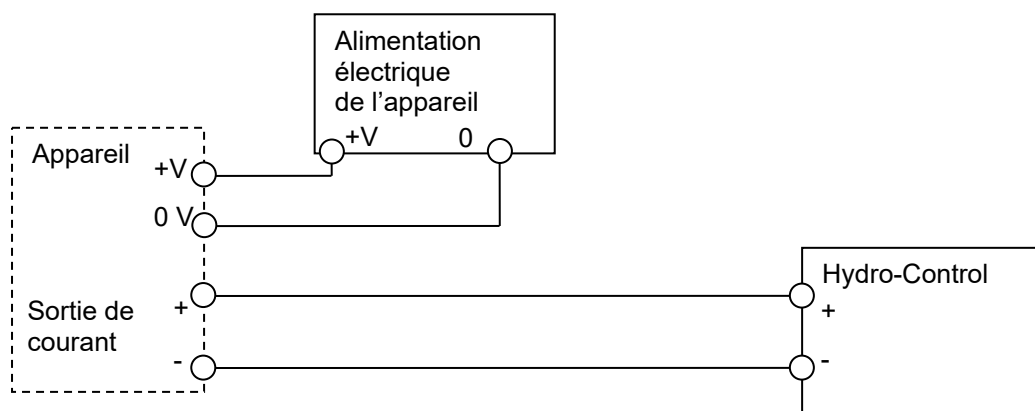 Alimentation
électrique
de l’appareil
+V 0
Appareil
+V
0 V
Hydro-Control
+ +
Sortie de
courant
- -